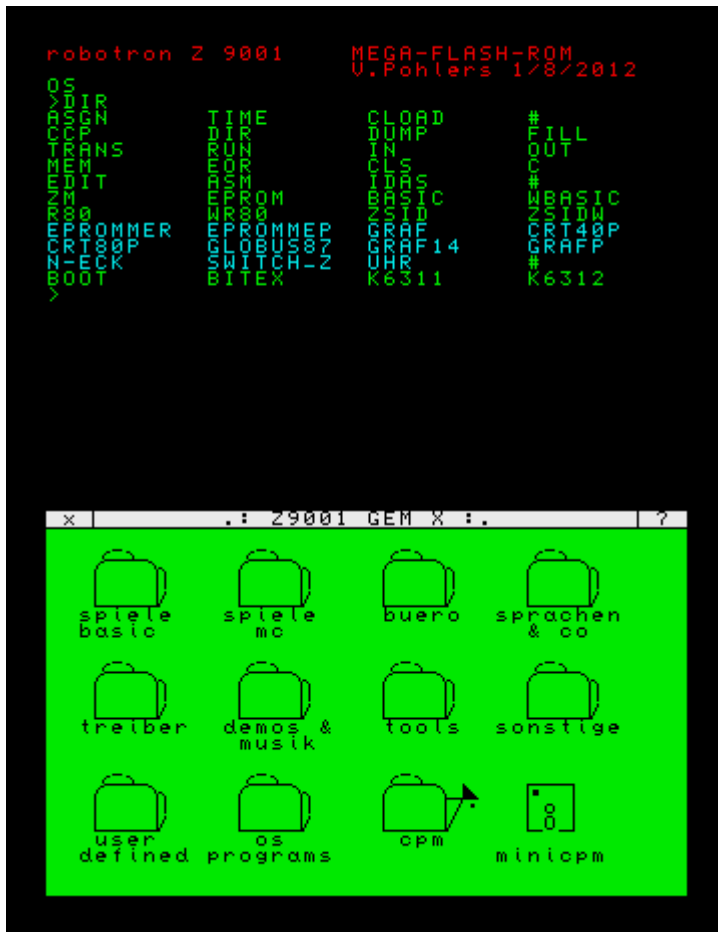 robotron Z 9001 MEGA-FLASH-ROM
V.Pohlers 1/8/2012
OS
>DIR
ASGN TIME CLOAD #
CCP DIR DUMP FILL
TRANS RUN IN OUT
MEM EOR CLS C
EDIT ASM IDAS #
ZM EPROM BASIC WBASIC
R80 WR80 ZSID ZSIDW
EPROMMER EPROMMEP GRAF CRT40P
CRT80P GLOBUS87 GRAF14 GRAFP
N-ECK SWITCH_Z UHR #
BOOT BITEX K6311 K6312
>
x .: Z9001 GEM X :. ?
spiele spiele buero sprachen
basic mc & co
treiber demos & tools sonstige
musik
user os cpm
defined programs minicpm